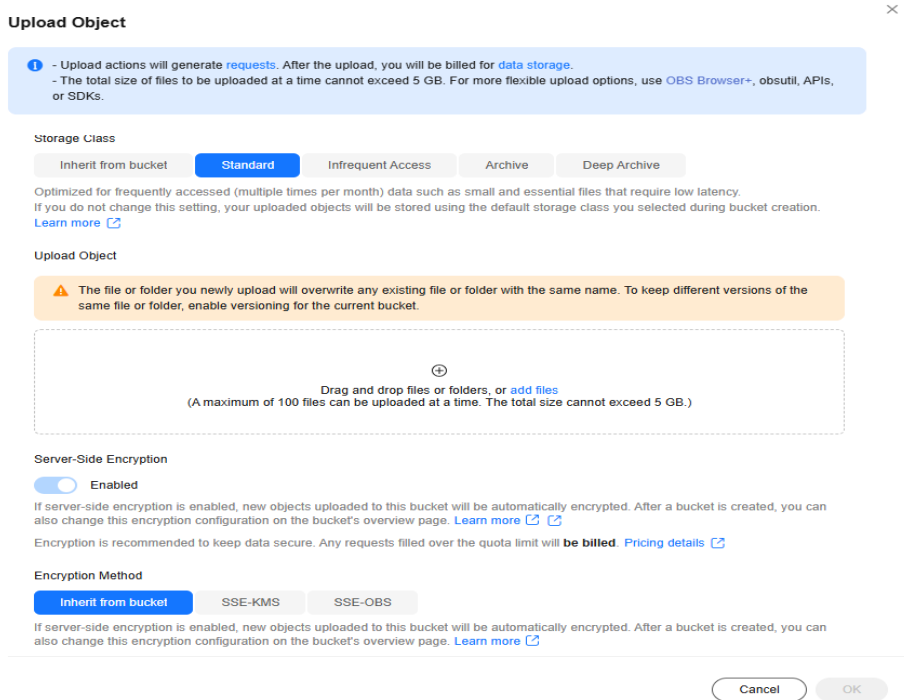 Upload Object
- Upload actions will generate requests. After the upload, you will be billed for data storage.
- The total size of files to be uploaded at a time cannot exceed 5 GB. For more flexible upload options, use OBS Browser+, obsutil, APIs,
or SDKs.
Storage Class
Inherit from bucket Standard Infrequent Access Archive Deep Archive
Optimized for frequently accessed (multiple times per month) data such as small and essential files that require low latency.
If you do not change this setting, your uploaded objects will be stored using the default storage class you selected during bucket creation.
Learn more
Upload Object
The file or folder you newly upload will overwrite any existing file or folder with the same name. To keep different versions of the
same file or folder, enable versioning for the current bucket.
Drag and drop files or folders, or add files
(A maximum of 100 files can be uploaded at a time. The total size cannot exceed 5 GB.)
Server-Side Encryption
Enabled
If server-side encryption is enabled, new objects uploaded to this bucket will be automatically encrypted. After a bucket is created, you can
also change this encryption configuration on the bucket's overview page. Learn more
Encryption is recommended to keep data secure. Any requests filled over the quota limit will be billed. Pricing details
Encryption Method
Inherit from bucket SSE-KMS SSE-OBS
If server-side encryption is enabled, new objects uploaded to this bucket will be automatically encrypted. After a bucket is created, you can
also change this encryption configuration on the bucket's overview page. Learn more
Cancel OK